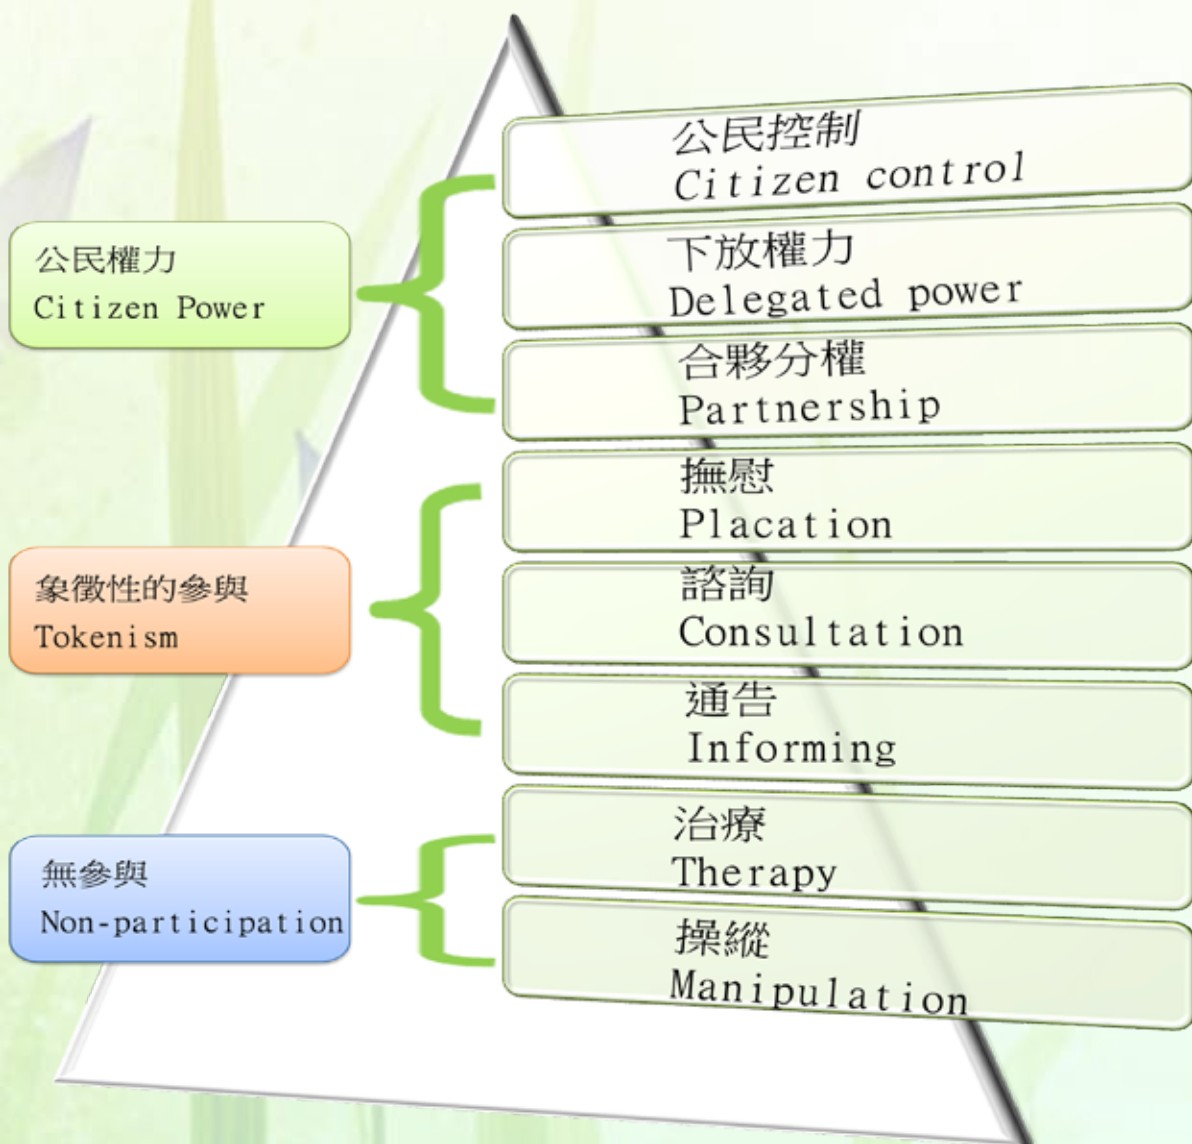 公民權力
Citizen Power
公民控制
Citizen control
下放權力
Delegated power
合夥分權
Partnership
象徵性的參與
Tokenism
撫慰
Placation
諮詢
Consultation
通告
Informing
無參與
Non-participation
治療
Therapy
操縱
Manipulation